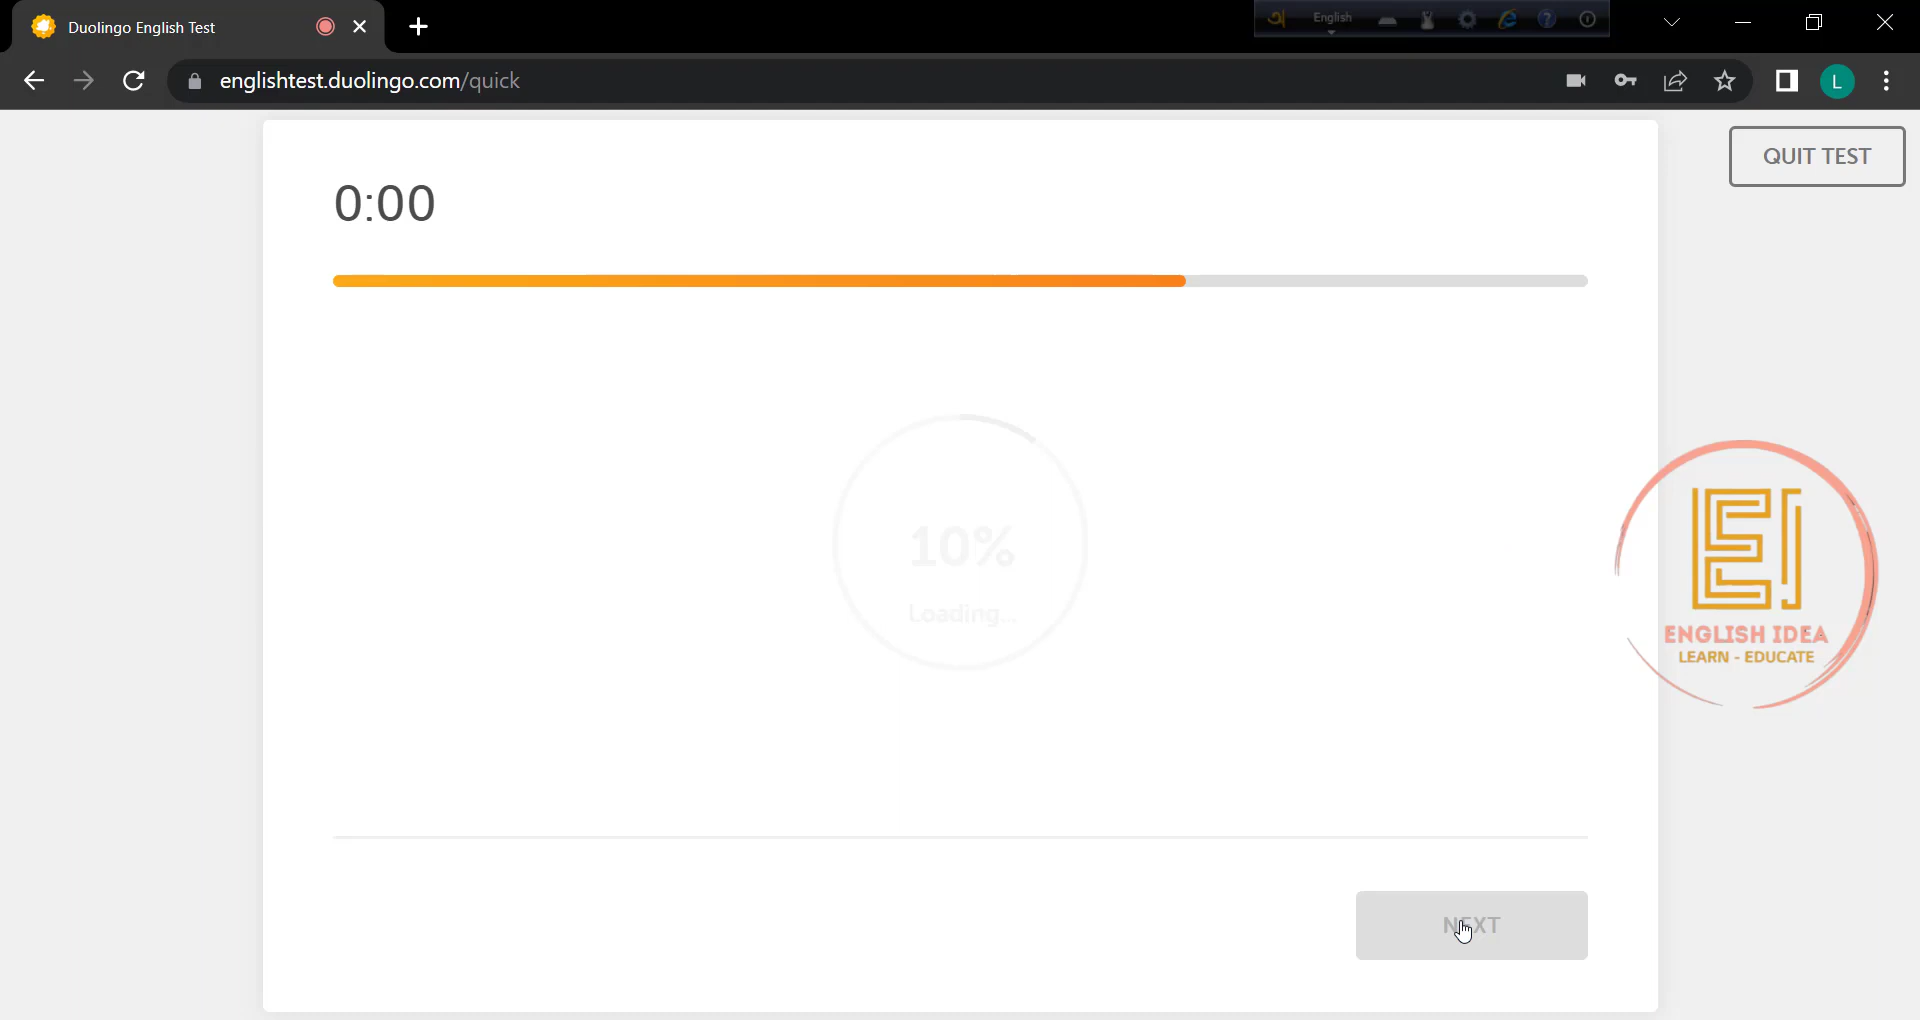 Duolingo English Test
English
englishtest.duolingo.com/quick
L
QUIT TEST
0:00
10%
Loading...
EI
ENGLISH IDEA
LEARN - EDUCATE
NEXT